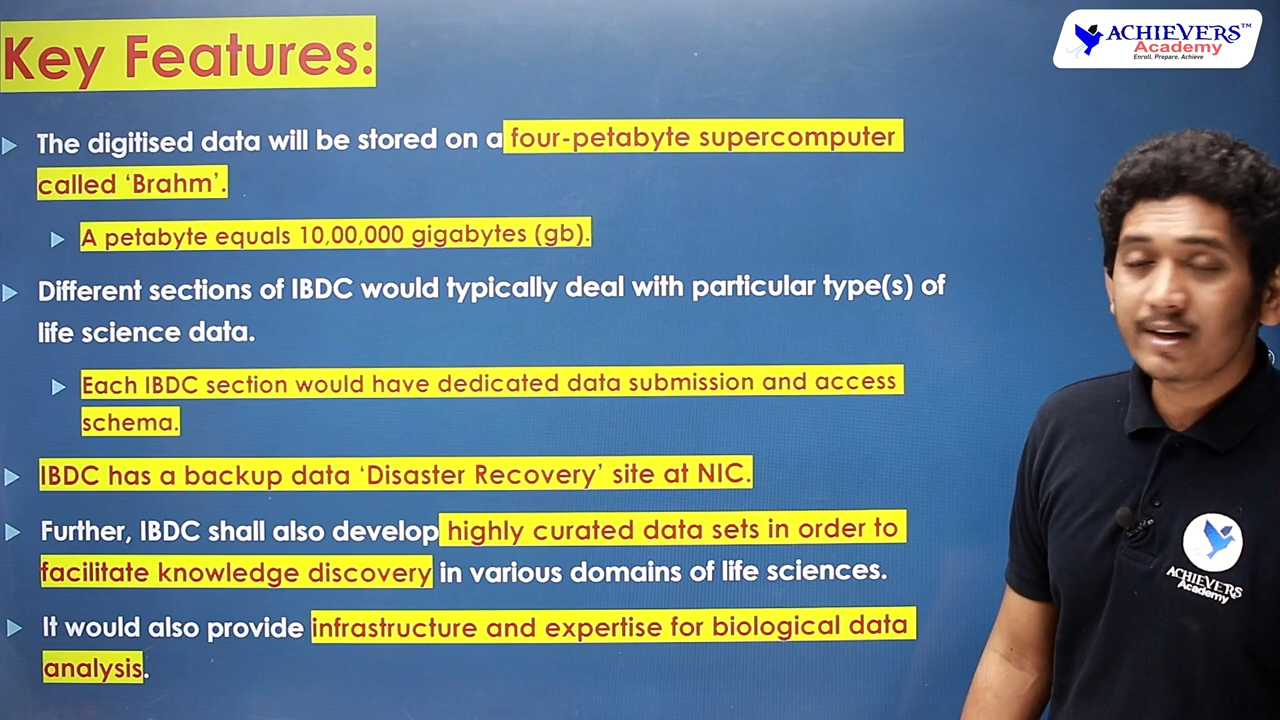 Key Features:
ACHIEVERS™
Academy
Enroll. Prepare. Achieve
The digitised data will be stored on a four-petabyte supercomputer
called ‘Brahm’.
A petabyte equals 10,00,000 gigabytes (gb).
Different sections of IBDC would typically deal with particular type(s) of
life science data.
Each IBDC section would have dedicated data submission and access
schema.
IBDC has a backup data ‘Disaster Recovery’ site at NIC.
Further, IBDC shall also develop highly curated data sets in order to
facilitate knowledge discovery in various domains of life sciences.
It would also provide infrastructure and expertise for biological data
analysis.
ACHIEVERS
Academy